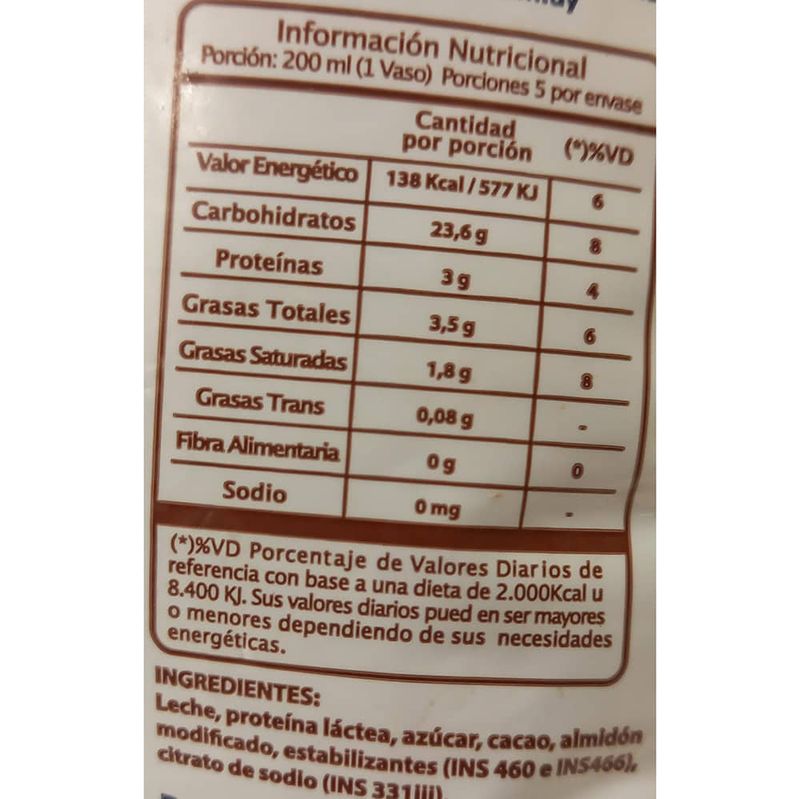 Información Nutricional
Porción: 200 ml (1 Vaso) Porciones 5 por envase
Cantidad por porción (*)%VD
Valor Energético 138 Kcal / 577 KJ 6
Carbohidratos 23,6 g 8
Proteínas 3 g 4
Grasas Totales 3,5 g 6
Grasas Saturadas 1,8 g 8
Grasas Trans 0,08 g -
Fibra Alimentaria 0 g 0
Sodio 0 mg -
(*)%VD Porcentaje de Valores Diarios de
referencia con base a una dieta de 2.000Kcal u
8.400 KJ. Sus valores diarios pued en ser mayores
o menores dependiendo de sus necesidades
energéticas.
INGREDIENTES:
Leche, proteína láctea, azúcar, cacao, almidón
modificado, estabilizantes (INS 460 e INS466),
citrato de sodio (INS 331iii).